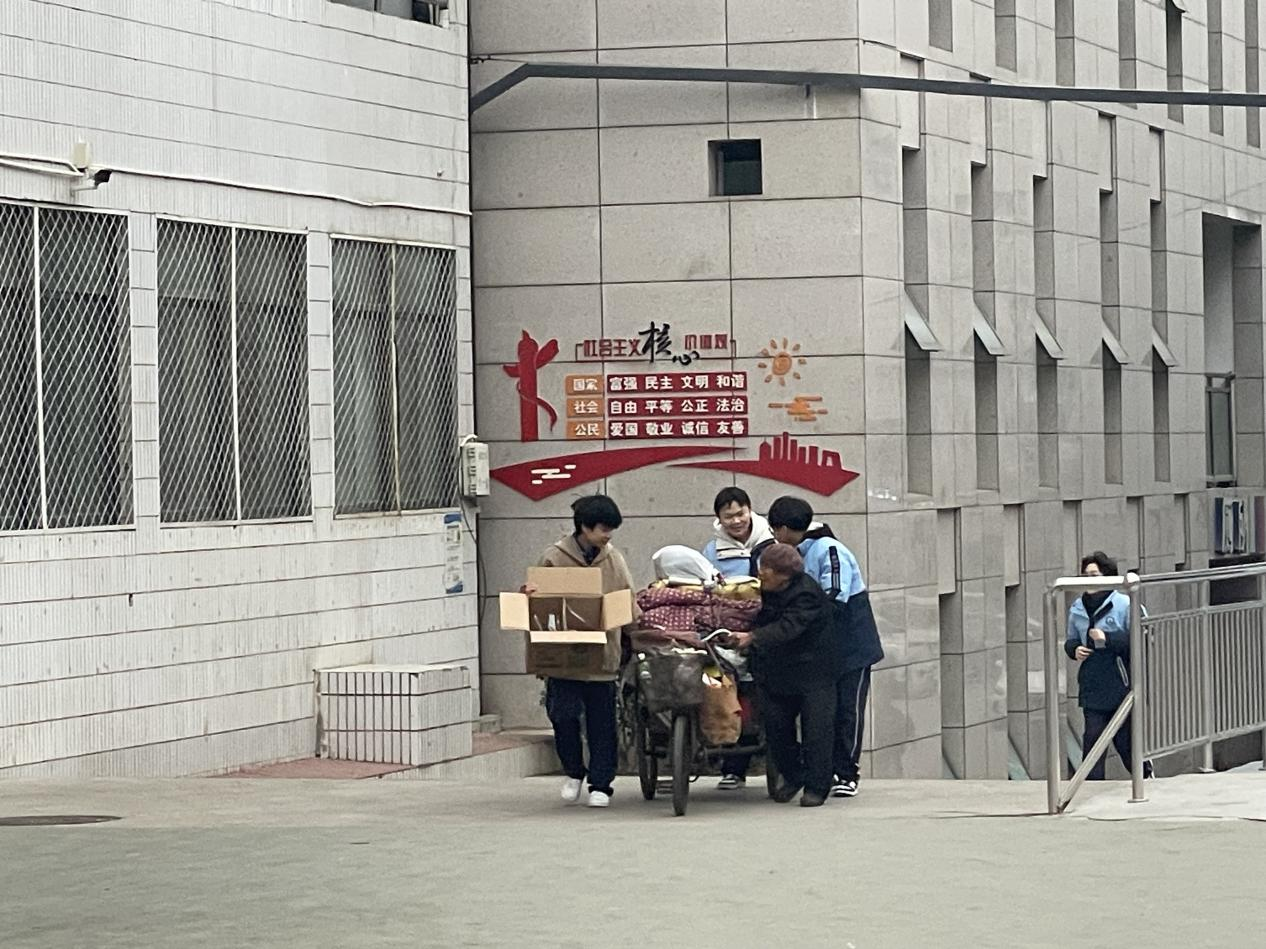 社会主义核心价值观
国家 富强 民主 文明 和谐
社会 自由 平等 公正 法治
公民 爱国 敬业 诚信 友善